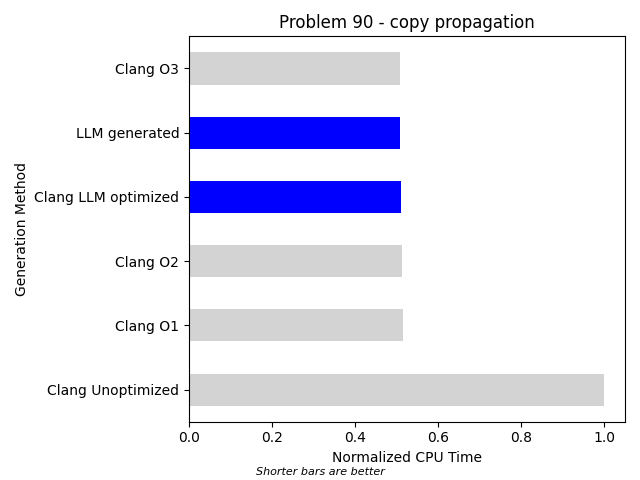 Problem 90 - copy propagation
Clang O3
LLM generated
Clang LLM optimized
Clang O2
Clang O1
Clang Unoptimized
Generation Method
0.0 0.2 0.4 0.6 0.8 1.0
Normalized CPU Time
Shorter bars are better